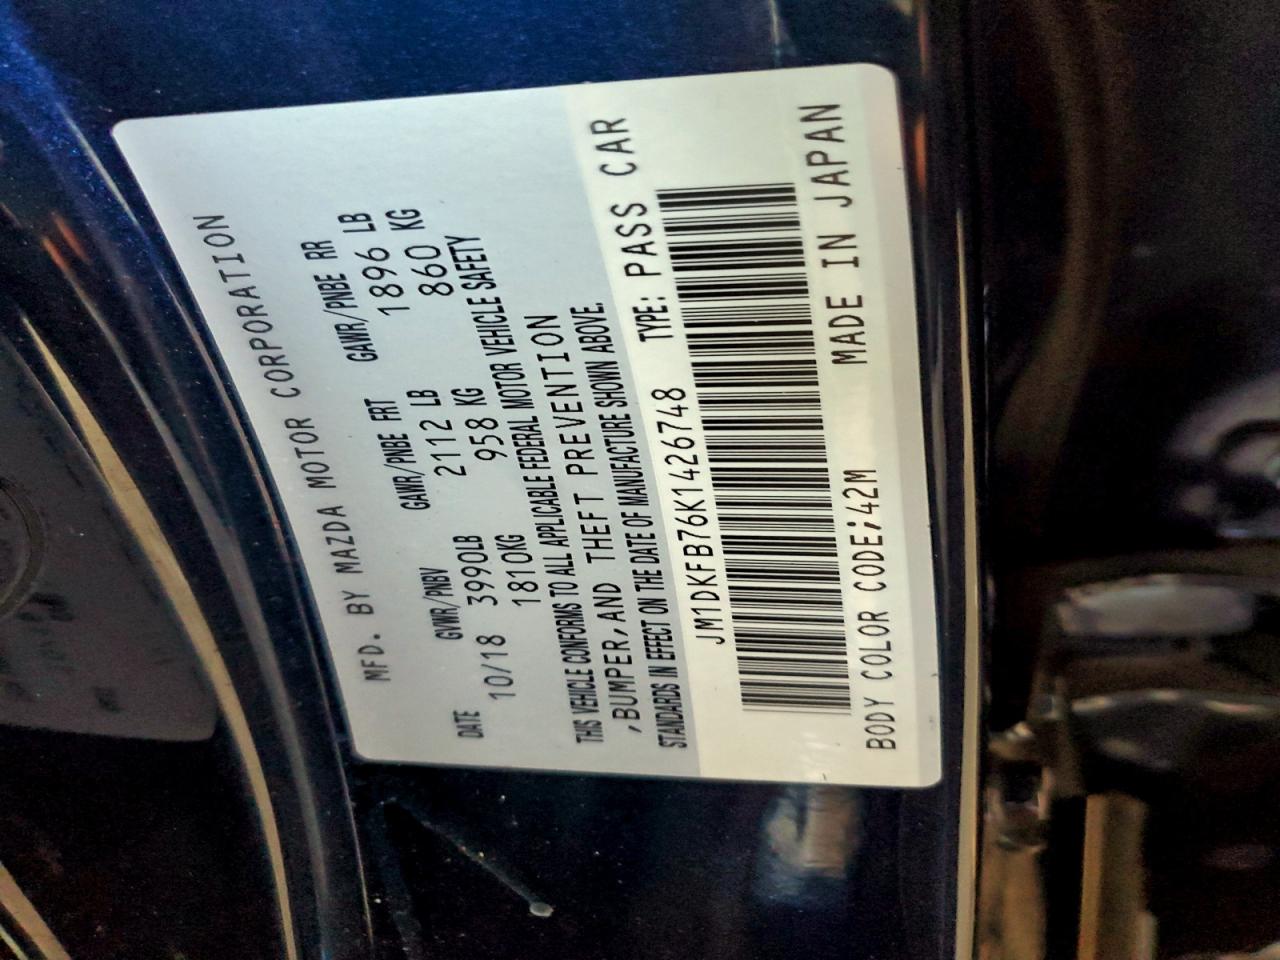 MFD. BY MAZDA MOTOR CORPORATION
DATE GVWR/PNBV GAWR/PNBE FRT GAWR/PNBE RR
10/18 3990LB 2112 LB 1896 LB
1810KG 958 KG 860 KG
THIS VEHICLE CONFORMS TO ALL APPLICABLE FEDERAL MOTOR VEHICLE SAFETY
,BUMPER,AND THEFT PREVENTION
STANDARDS IN EFFECT ON THE DATE OF MANUFACTURE SHOWN ABOVE.
JM1DKFB76K1426748 TYPE: PASS CAR
BODY COLOR CODE;42M MADE IN JAPAN